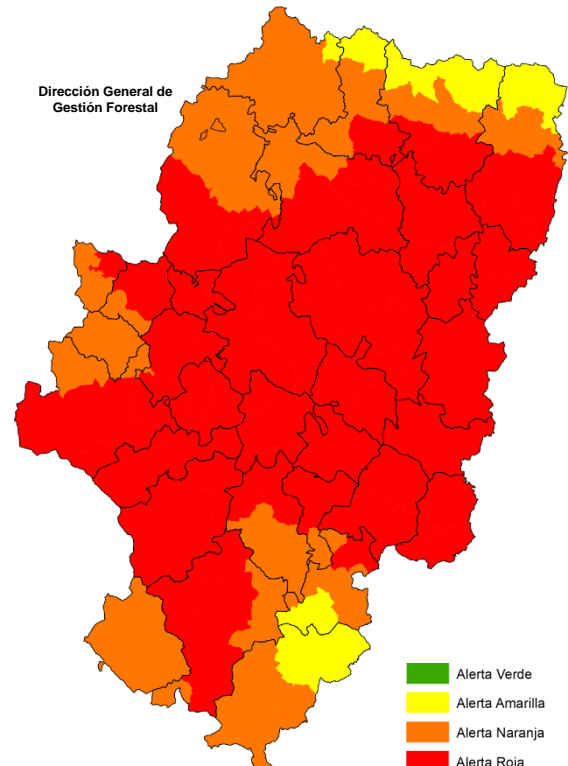 Dirección General de
Gestión Forestal
Alerta Verde
Alerta Amarilla
Alerta Naranja
Alerta Roja